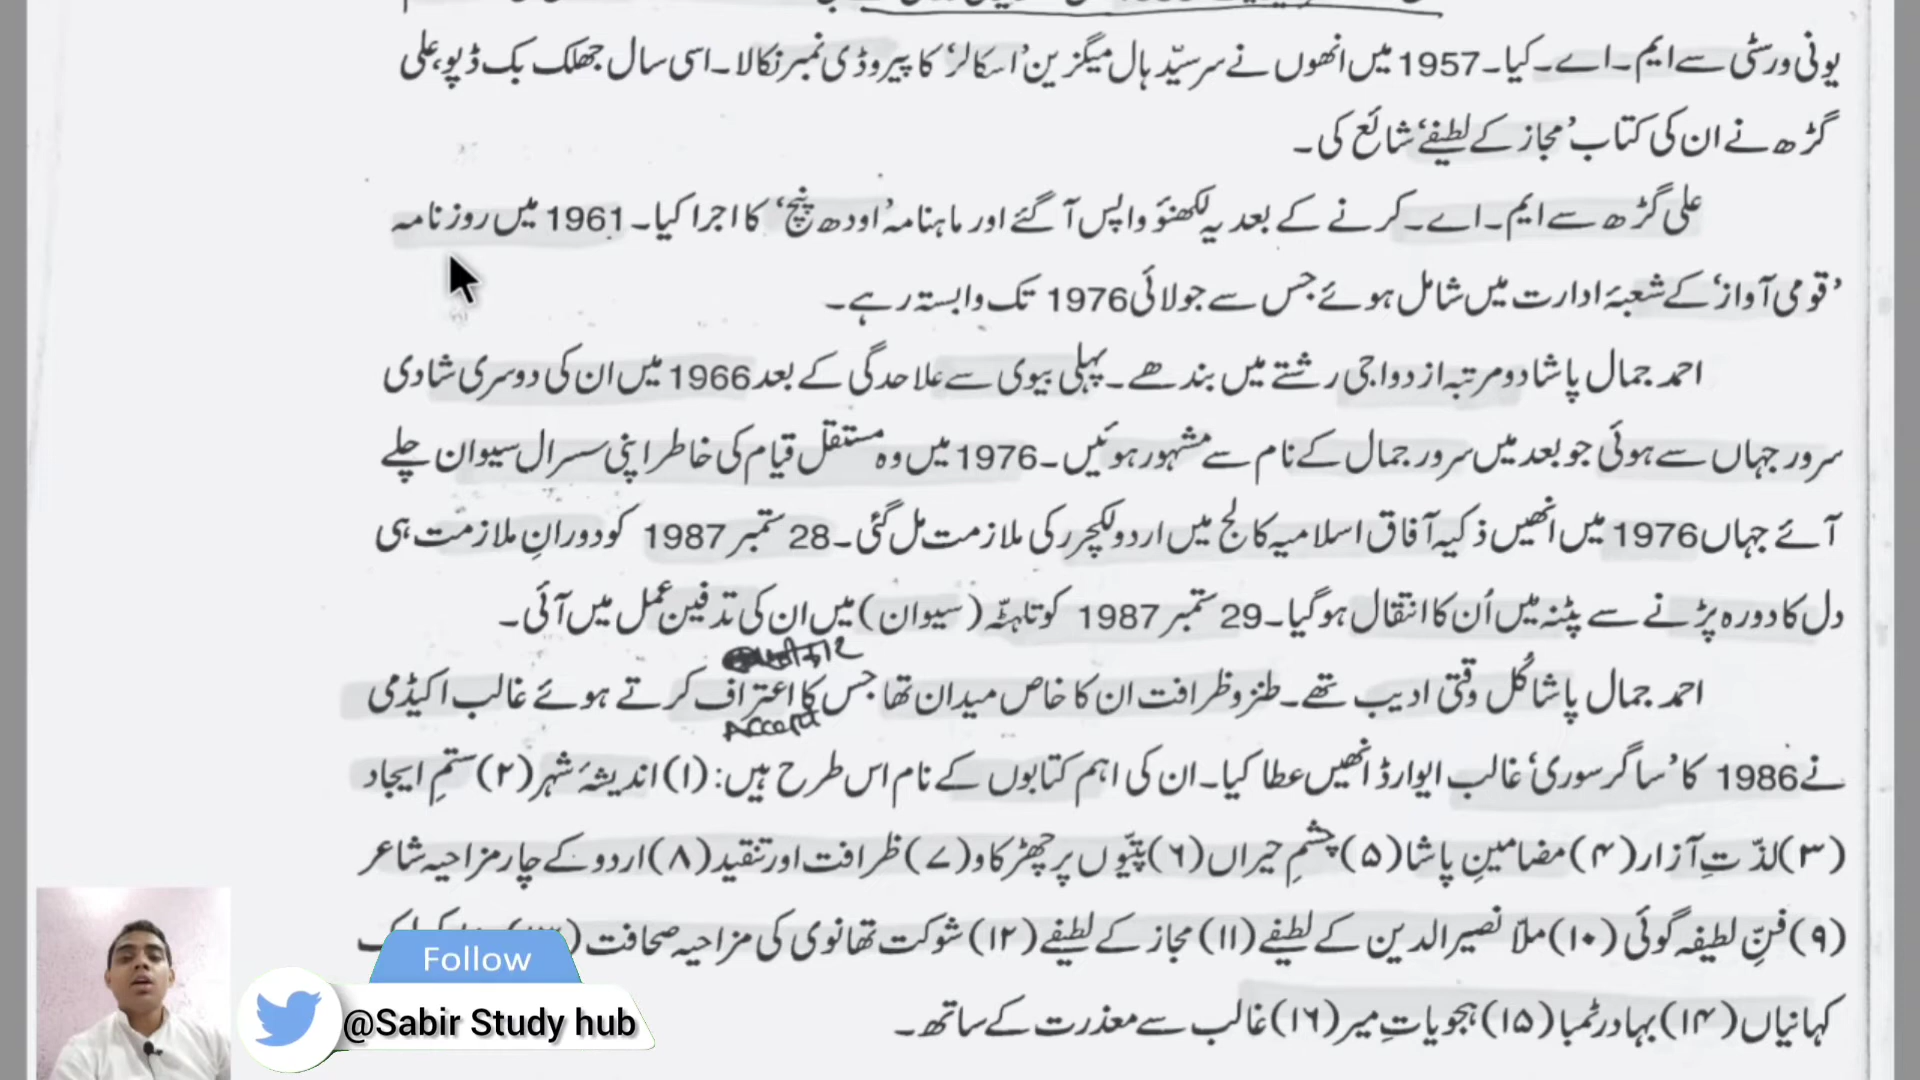 یونی ورسٹی سے ایم۔اے۔کیا۔1957 میں انھوں نے سرسیّد ہال میگزین ’اسکالر‘ کا پیروڈی نمبر نکالا۔اسی سال جھلک بک ڈپو،علی
گڑھ نے ان کی کتاب ’مجاز کے لطیفے‘ شائع کی۔
علی گڑھ سے ایم۔اے۔کرنے کے بعد یہ لکھنؤ واپس آگئے اور ماہنامہ ’اودھ پنچ‘ کا اجرا کیا۔1961 میں روزنامہ
’قومی آواز‘ کے شعبۂ ادارت میں شامل ہوئے جس سے جولائی 1976 تک وابستہ رہے۔
احمد جمال پاشا دو مرتبہ ازدواجی رشتے میں بندھے۔پہلی بیوی سے علاحدگی کے بعد 1966 میں ان کی دوسری شادی
سرور جہاں سے ہوئی جو بعد میں سرور جمال کے نام سے مشہور ہوئیں۔1976 میں وہ مستقل قیام کی خاطر اپنی سسرال سیوان چلے
آئے جہاں 1976 میں انھیں ذکیہ آفاق اسلامیہ کالج میں اردو لکچرر کی ملازمت مل گئی۔28 ستمبر 1987 کو دورانِ ملازمت ہی
دل کا دورہ پڑنے سے پٹنہ میں اُن کا انتقال ہوگیا۔29 ستمبر 1987 کو تاہتّہ (سیوان) میں ان کی تدفین عمل میں آئی۔
احمد جمال پاشا کُل وقتی ادیب تھے۔طنز و ظرافت ان کا خاص میدان تھا جس کا اعتراف کرتے ہوئے غالب اکیڈمی
Accept
نے 1986 کا ’ساگر سوری‘ غالب ایوارڈ انھیں عطا کیا۔ان کی اہم کتابوں کے نام اس طرح ہیں: (۱) اندیشۂ شہر (۲) ستمِ ایجاد
(۳) لذّتِ آزار (۴) مضامینِ پاشا (۵) چشمِ حیراں (۶) پتیّوں پر چھڑکاو (۷) ظرافت اور تنقید (۸) اردو کے چار مزاحیہ شاعر
(۹) فنِّ لطیفہ گوئی (۱۰) ملّا نصیرالدین کے لطیفے (۱۱) مجاز کے لطیفے (۱۲) شوکت تھانوی کی مزاحیہ صحافت
کہانیاں (۱۴) بہادر ٹمبا (۱۵) ہجویاتِ میر (۱۶) غالب سے معذرت کے ساتھ۔
Follow
@Sabir Study hub